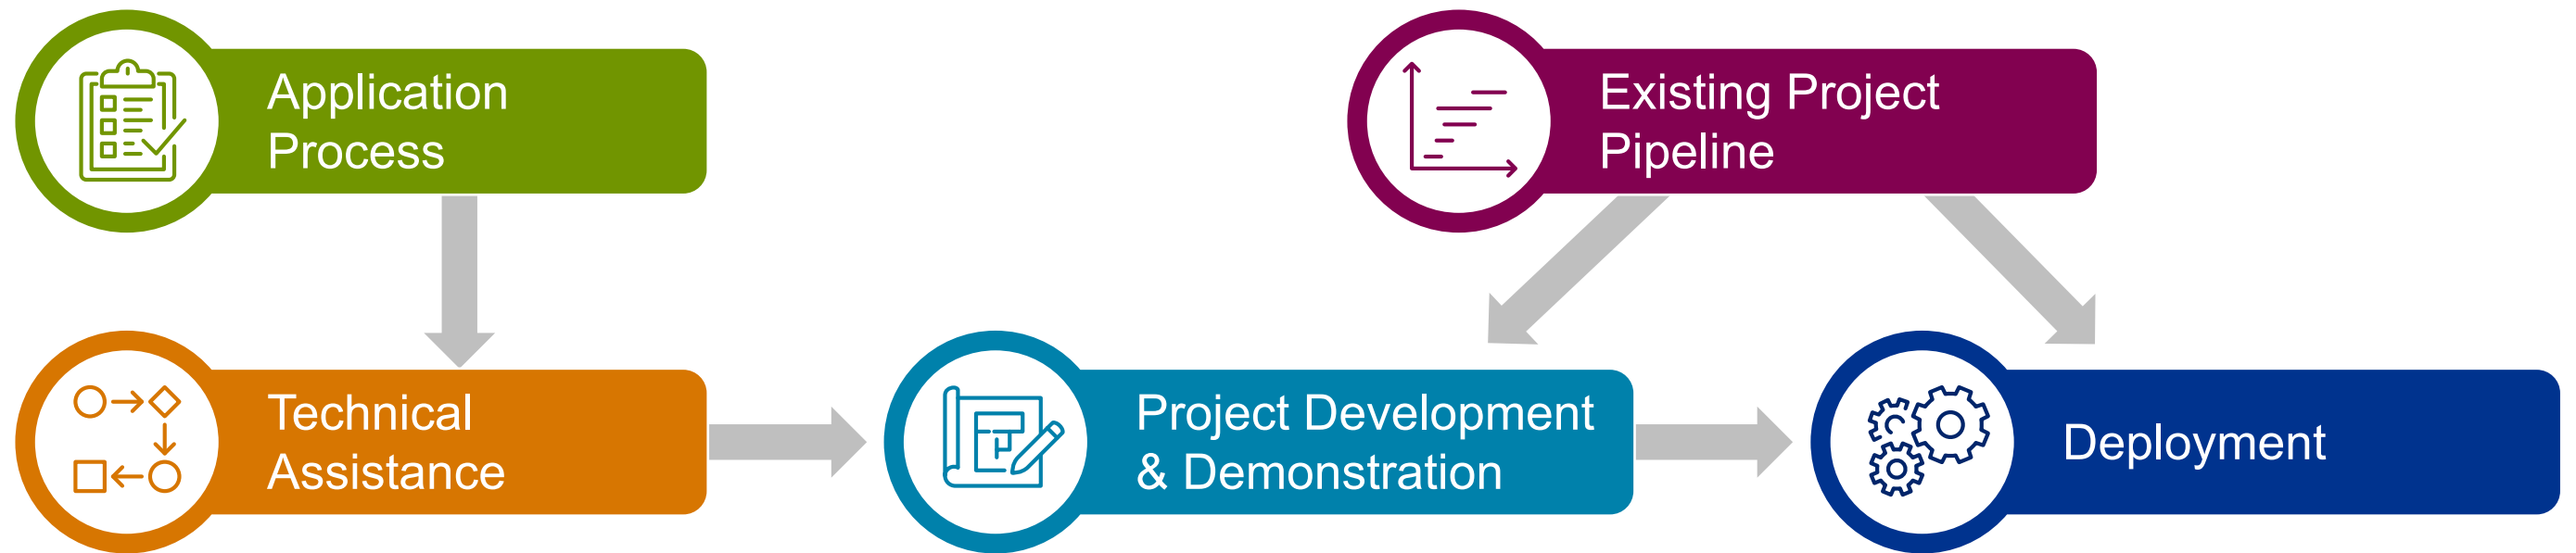 Application
Process
Existing Project
Pipeline
Technical
Assistance
Project Development
& Demonstration
Deployment